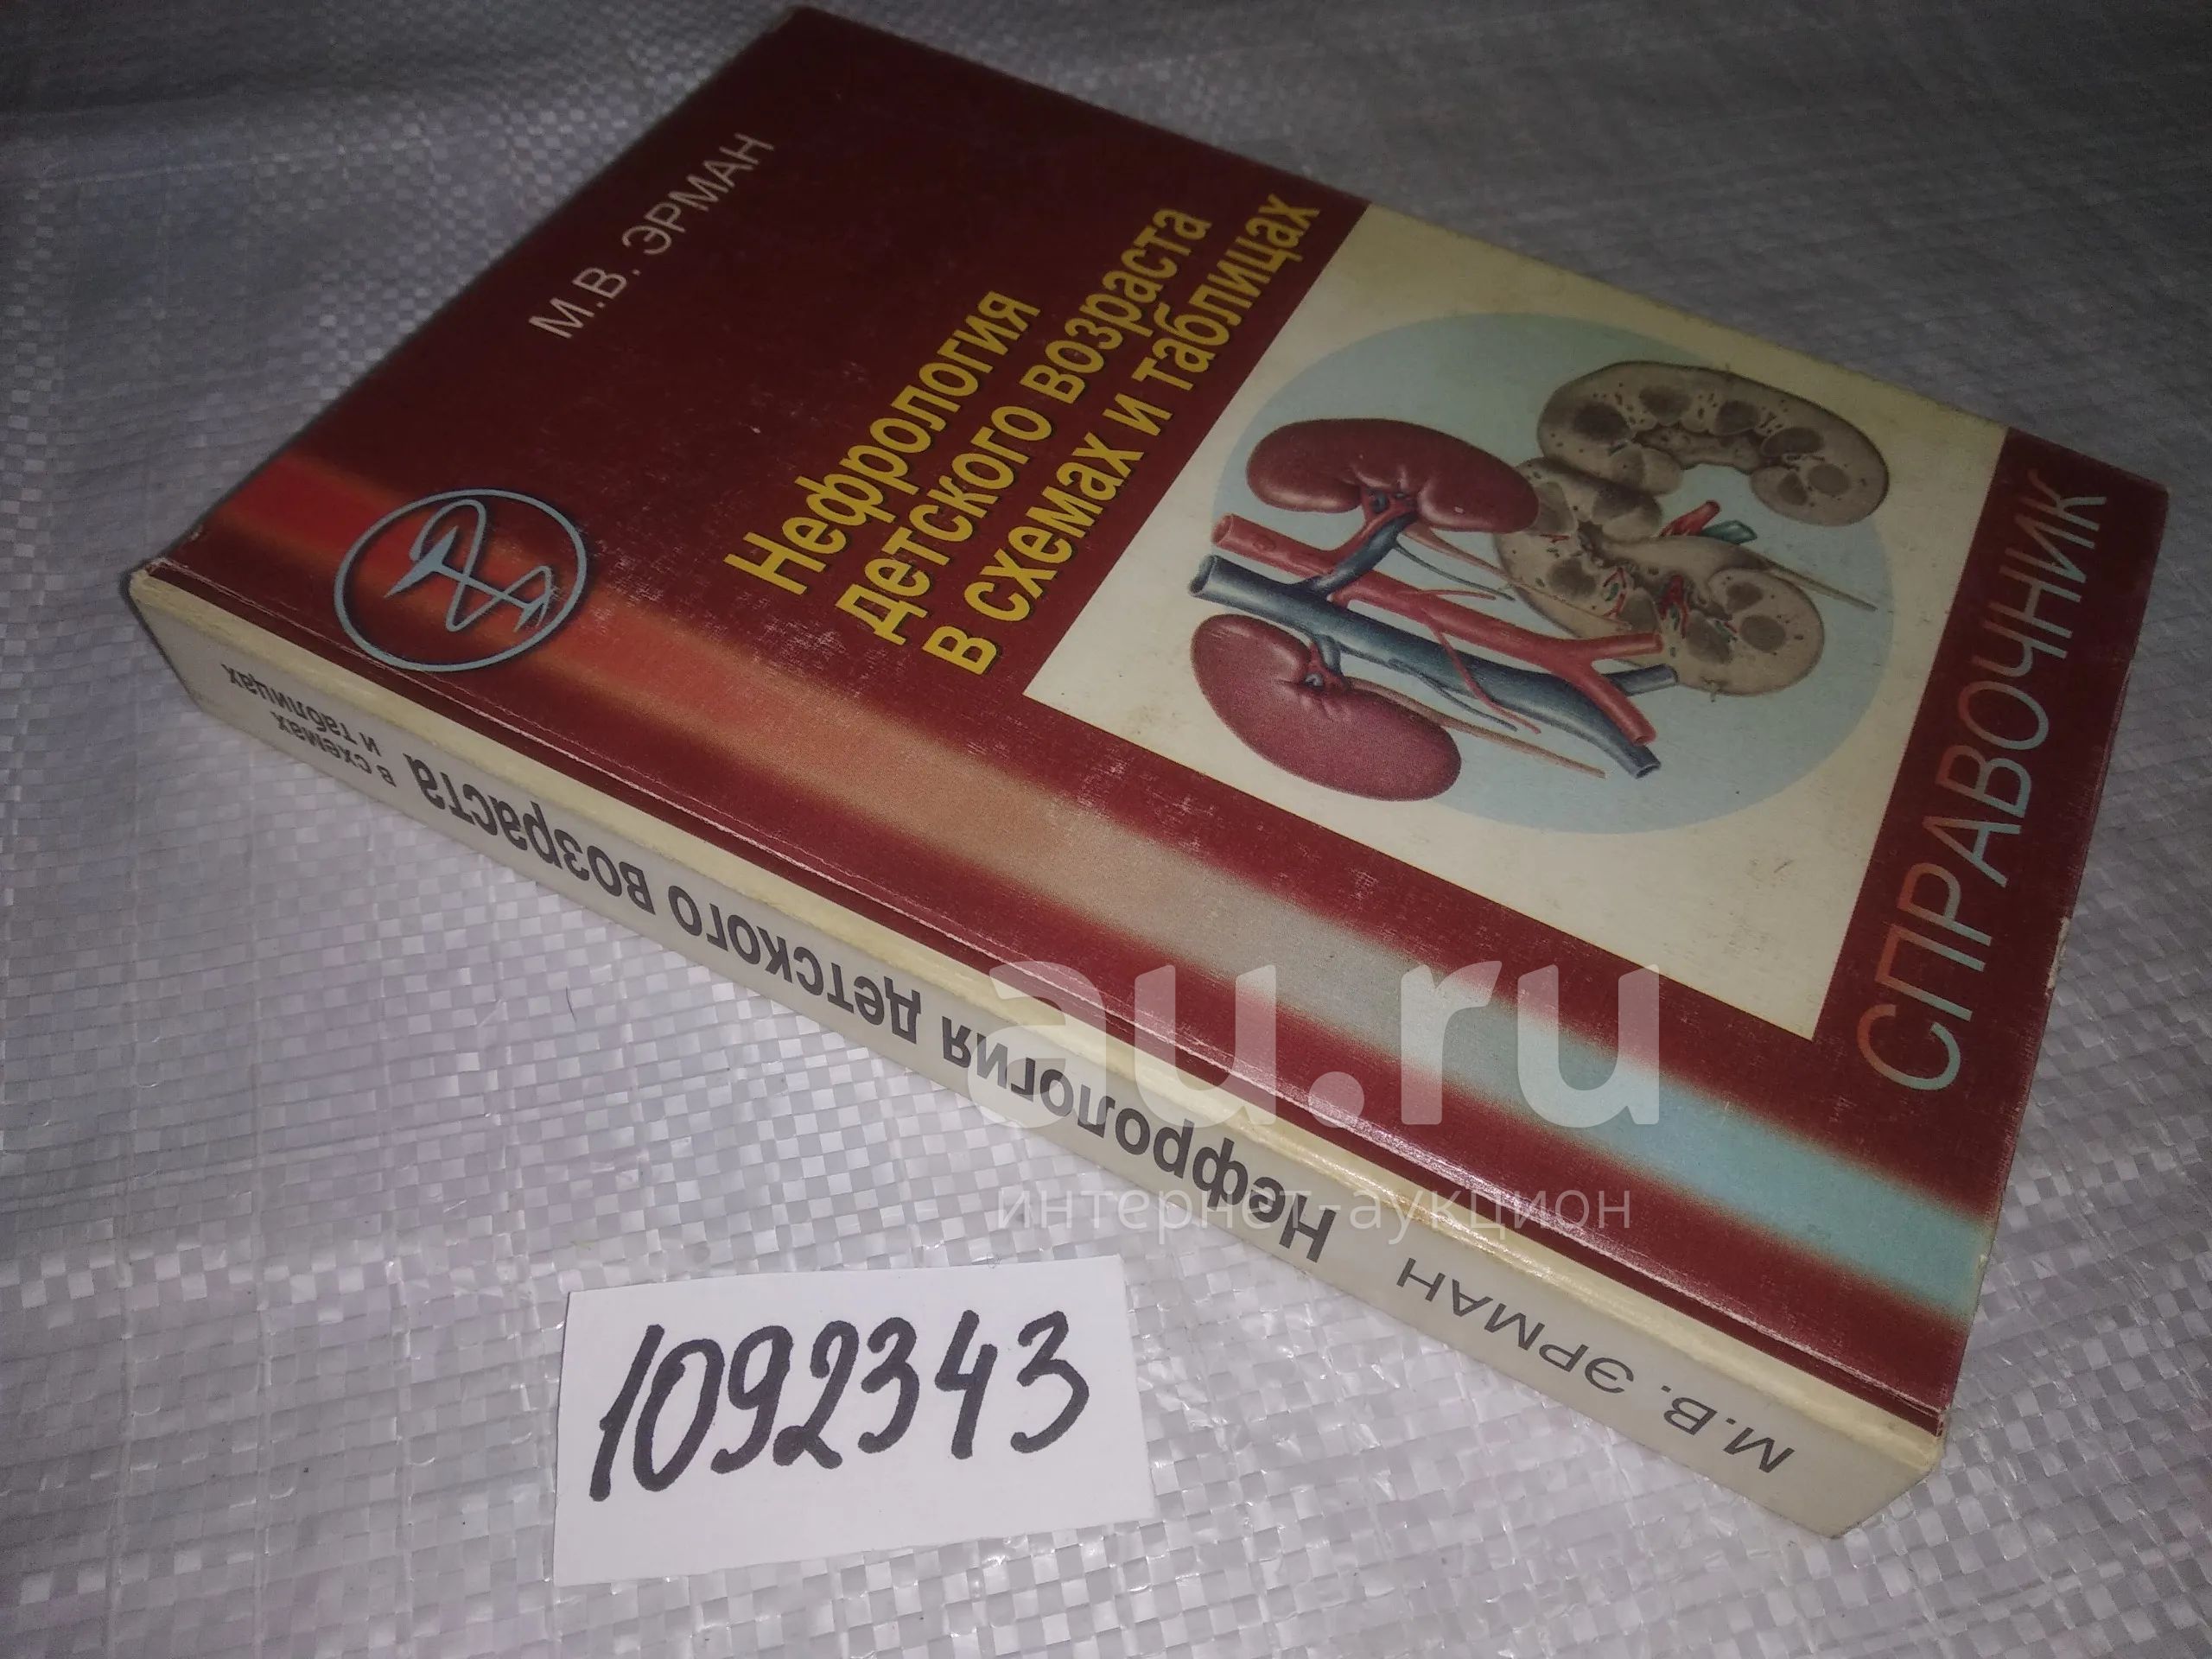 М.В. ЭРМАН
Нефрология
детского возраста
в схемах и таблицах
СПРАВОЧНИК
М.В. ЭРМАН Нефрология детского возраста в схемах
и таблицах
au.ru
интернет-аукцион
1092343